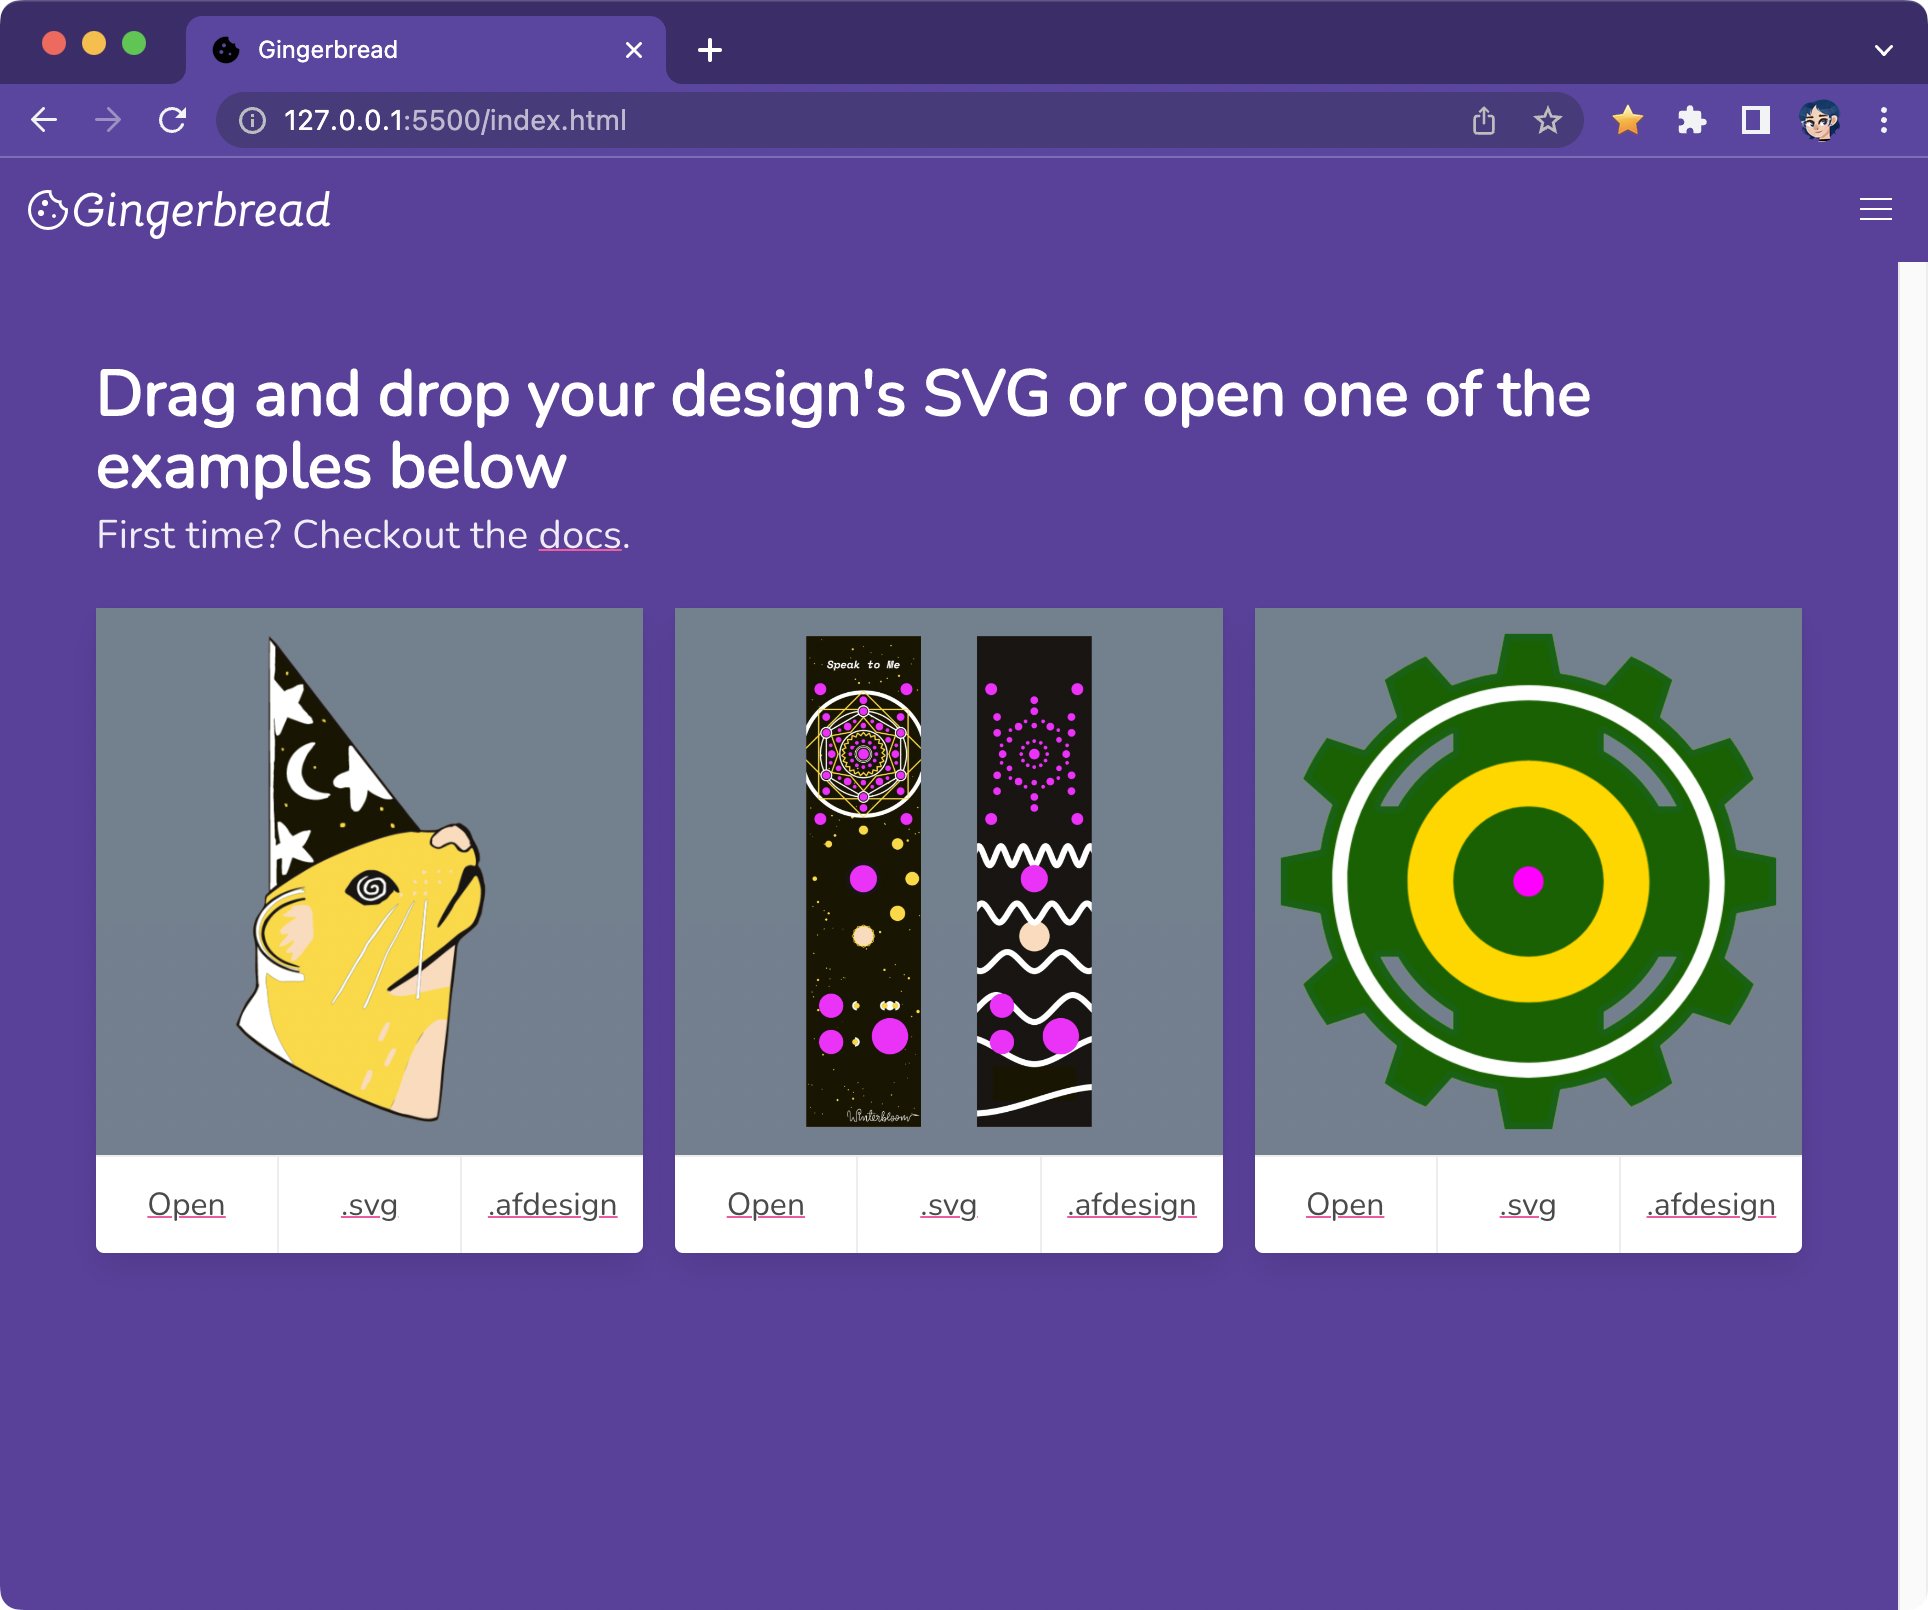 Gingerbread
127.0.0.1:5500/index.html
Gingerbread
Drag and drop your design's SVG or open one of the
examples below
First time? Checkout the docs.
Speak to Me
Winterbloom
Open .svg .afdesign
Open .svg .afdesign
Open .svg .afdesign